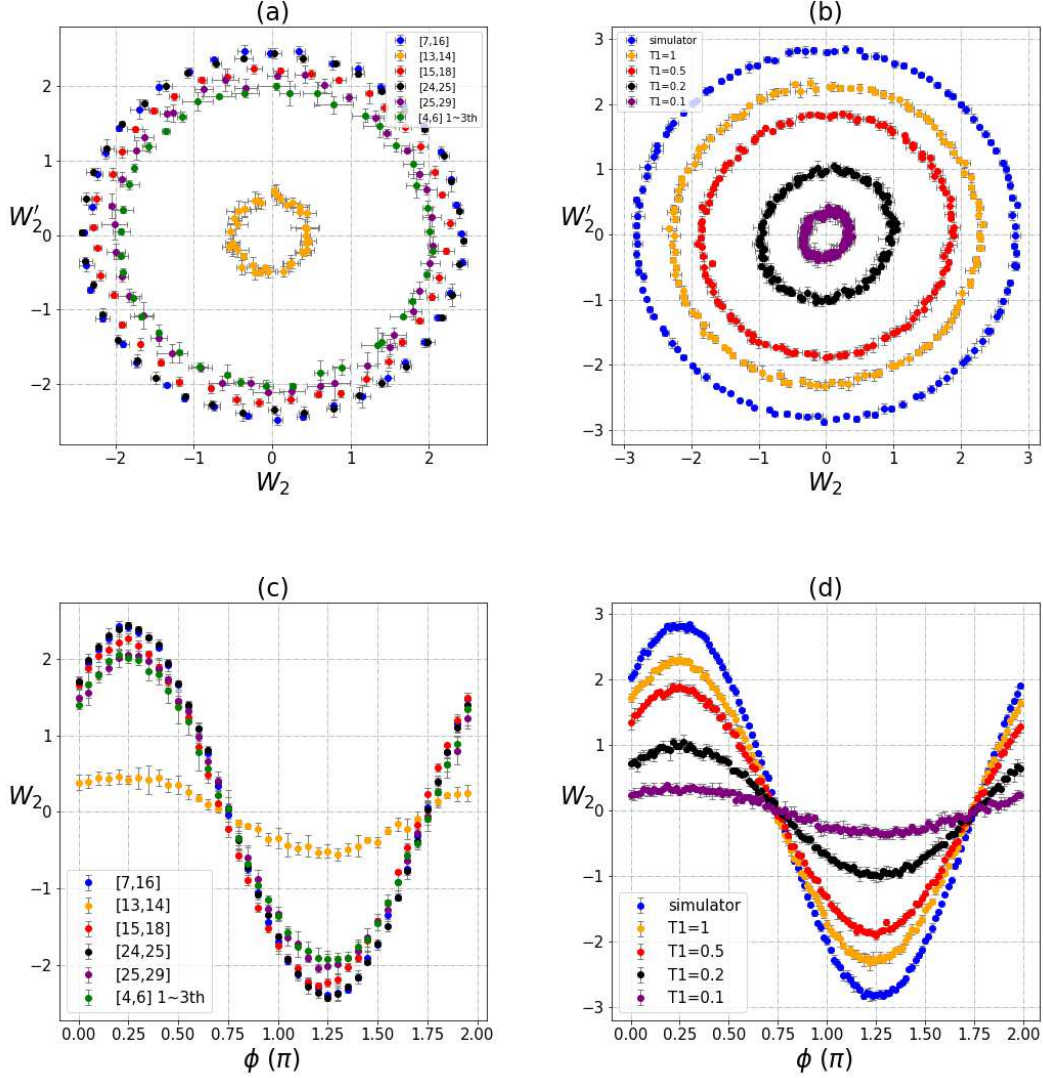 (a)
2
1
0
−1
−2
W′2
−2
−1
0
1
2
W2
[7,16]
[13,14]
[15,18]
[24,25]
[25,29]
[4,6] 1~3th
(b)
3
2
1
0
−1
−2
−3
W′2
−3
−2
−1
0
1
2
3
W2
simulator
T1=1
T1=0.5
T1=0.2
T1=0.1
(c)
2
1
0
−1
−2
W2
[7,16]
[13,14]
[15,18]
[24,25]
[25,29]
[4,6] 1~3th
0.00 0.25 0.50 0.75 1.00 1.25 1.50 1.75 2.00
ϕ (π)
(d)
3
2
1
0
−1
−2
−3
W2
simulator
T1=1
T1=0.5
T1=0.2
T1=0.1
0.00 0.25 0.50 0.75 1.00 1.25 1.50 1.75 2.00
ϕ (π)